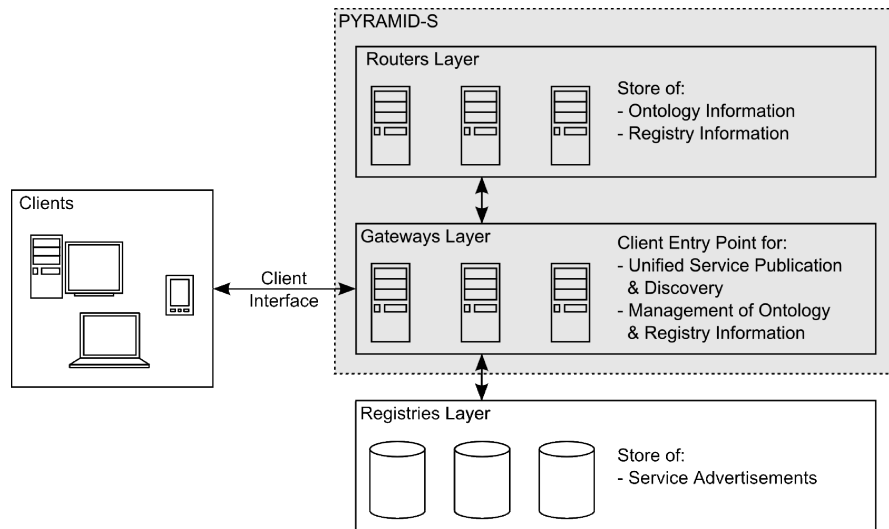 PYRAMID-S
Routers Layer
Store of:
- Ontology Information
- Registry Information
Clients
Client
Interface
Gateways Layer
Client Entry Point for:
- Unified Service Publication
& Discovery
- Management of Ontology
& Registry Information
Registries Layer
Store of:
- Service Advertisements